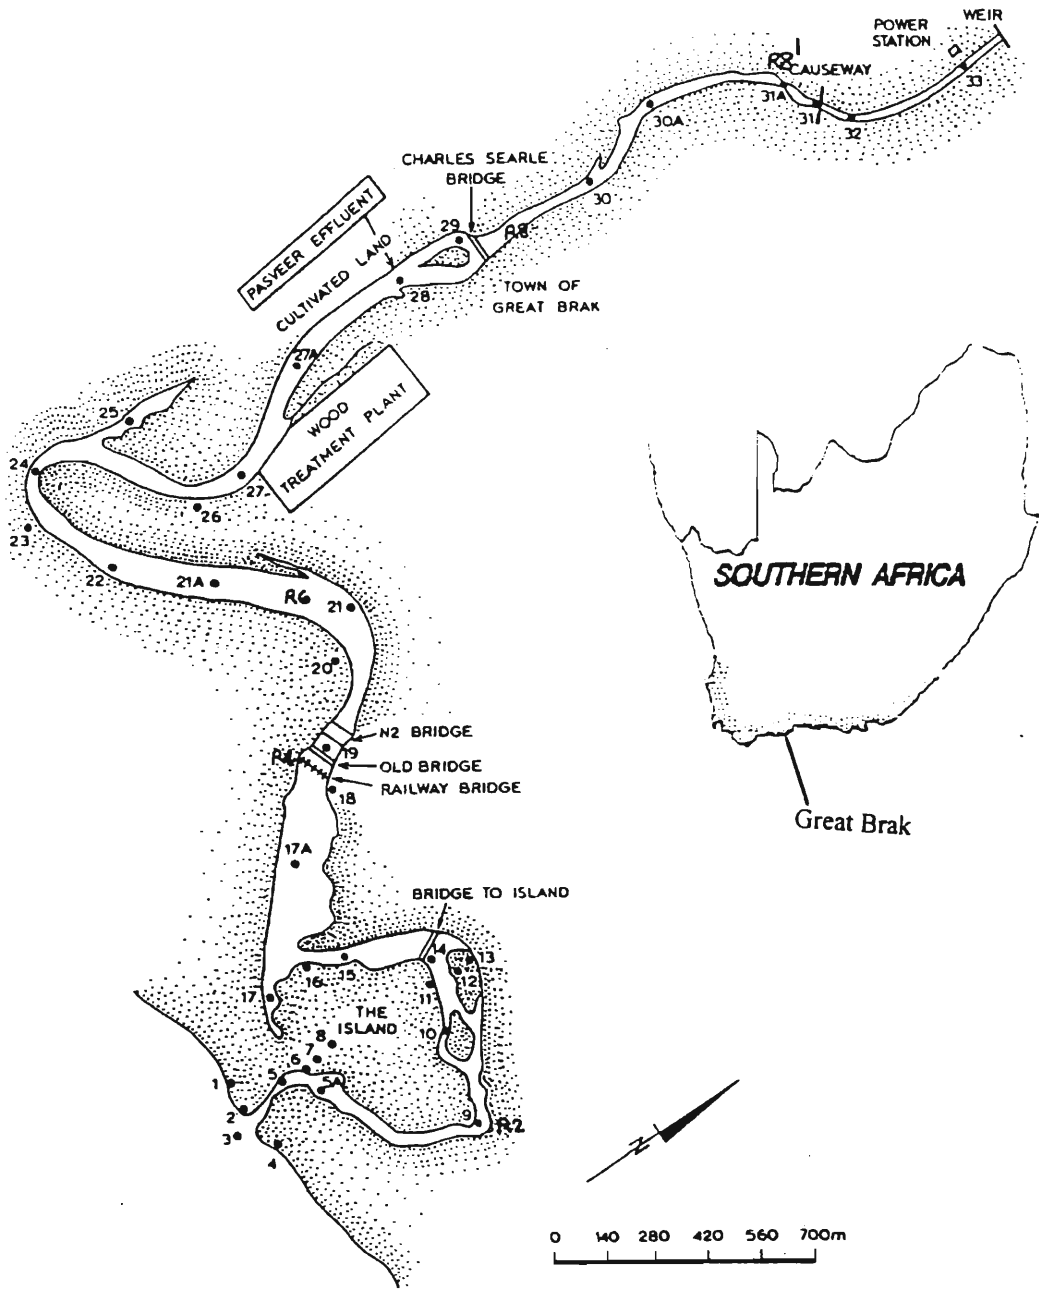 WEIR
POWER
STATION
CAUSEWAY
33
31A
31
32
30A
30
CHARLES SEARLE
BRIDGE
29
PASVEER EFFLUENT
CULTIVATED LAND
28
TOWN OF
GREAT BRAK
27A
WOOD
TREATMENT PLANT
25
24
27
26
23
22
21A
R6
21
20
SOUTHERN AFRICA
Great Brak
N2 BRIDGE
19
OLD BRIDGE
RAILWAY BRIDGE
18
17A
BRIDGE TO ISLAND
15
14
13
12
16
11
17
THE
ISLAND
10
8
7
6
5
5A
1
2
3
4
9
R2
N
0 140 280 420 560 700m